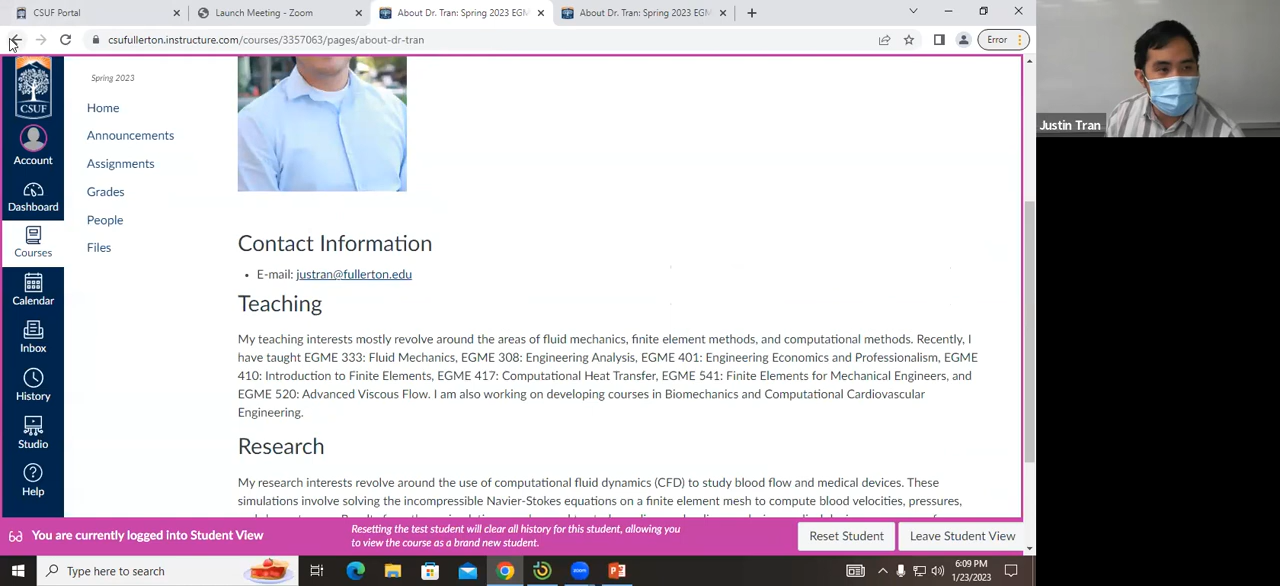 CSUF Portal
Launch Meeting - Zoom
About Dr. Tran: Spring 2023 EGM
About Dr. Tran: Spring 2023 EGM
csufullerton.instructure.com/courses/3357063/pages/about-dr-tran
Error
CSUF
Account
Dashboard
Courses
Calendar
Inbox
History
Studio
Help
Spring 2023
Home
Announcements
Assignments
Grades
People
Files
Contact Information
• E-mail: justran@fullerton.edu
Teaching
My teaching interests mostly revolve around the areas of fluid mechanics, finite element methods, and computational methods. Recently, I
have taught EGME 333: Fluid Mechanics, EGME 308: Engineering Analysis, EGME 401: Engineering Economics and Professionalism, EGME
410: Introduction to Finite Elements, EGME 417: Computational Heat Transfer, EGME 541: Finite Elements for Mechanical Engineers, and
EGME 520: Advanced Viscous Flow. I am also working on developing courses in Biomechanics and Computational Cardiovascular
Engineering.
Research
My research interests revolve around the use of computational fluid dynamics (CFD) to study blood flow and medical devices. These
simulations involve solving the incompressible Navier-Stokes equations on a finite element mesh to compute blood velocities, pressures,
You are currently logged into Student View
Resetting the test student will clear all history for this student, allowing you
to view the course as a brand new student.
Reset Student
Leave Student View
Type here to search
zoom
6:09 PM
1/23/2023
Justin Tran